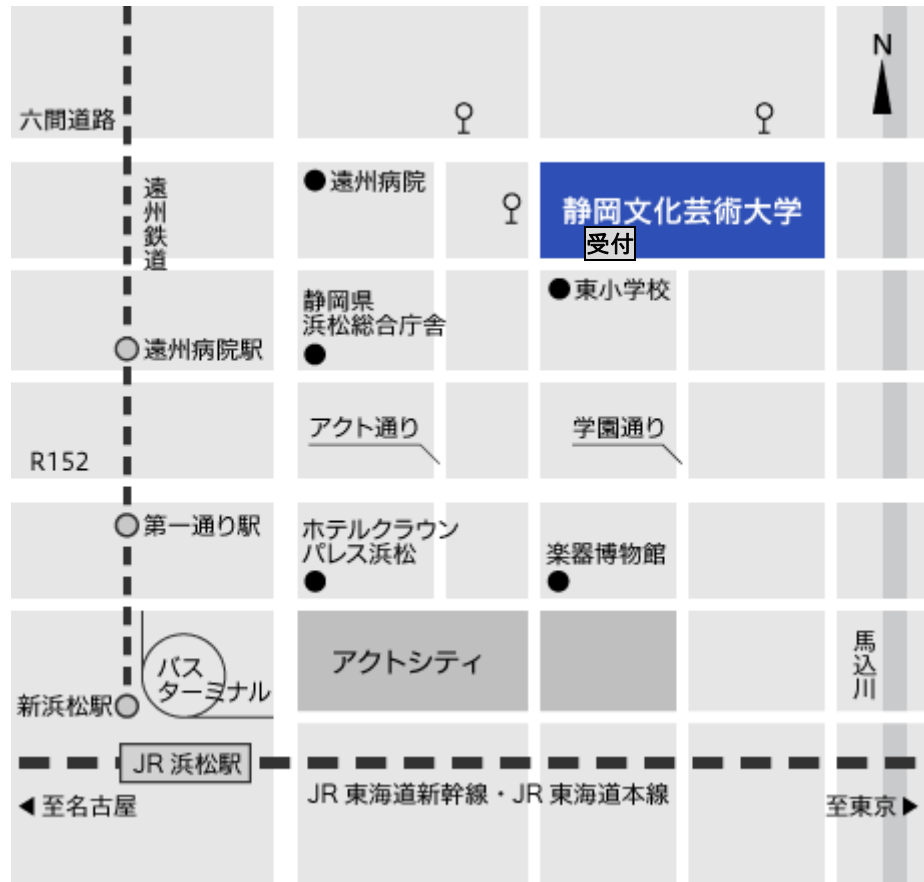 N
六間道路
遠州鉄道
遠州病院
静岡文化芸術大学
受付
東小学校
静岡県
浜松総合庁舎
遠州病院駅
アクト通り
学園通り
R152
第一通り駅
ホテルクラウン
パレス浜松
楽器博物館
バス
ターミナル
アクトシティ
馬込川
新浜松駅
JR 浜松駅
JR 東海道新幹線・JR 東海道本線
◀至名古屋
至東京▶